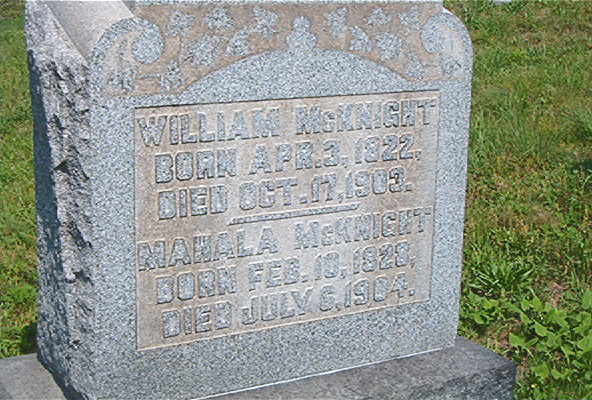 WILLIAM McKNIGHT
BORN APR. 3, 1822,
DIED OCT. 17, 1903.
MAHALA McKNIGHT
BORN FEB. 18, 1828,
DIED JULY 6, 1904.